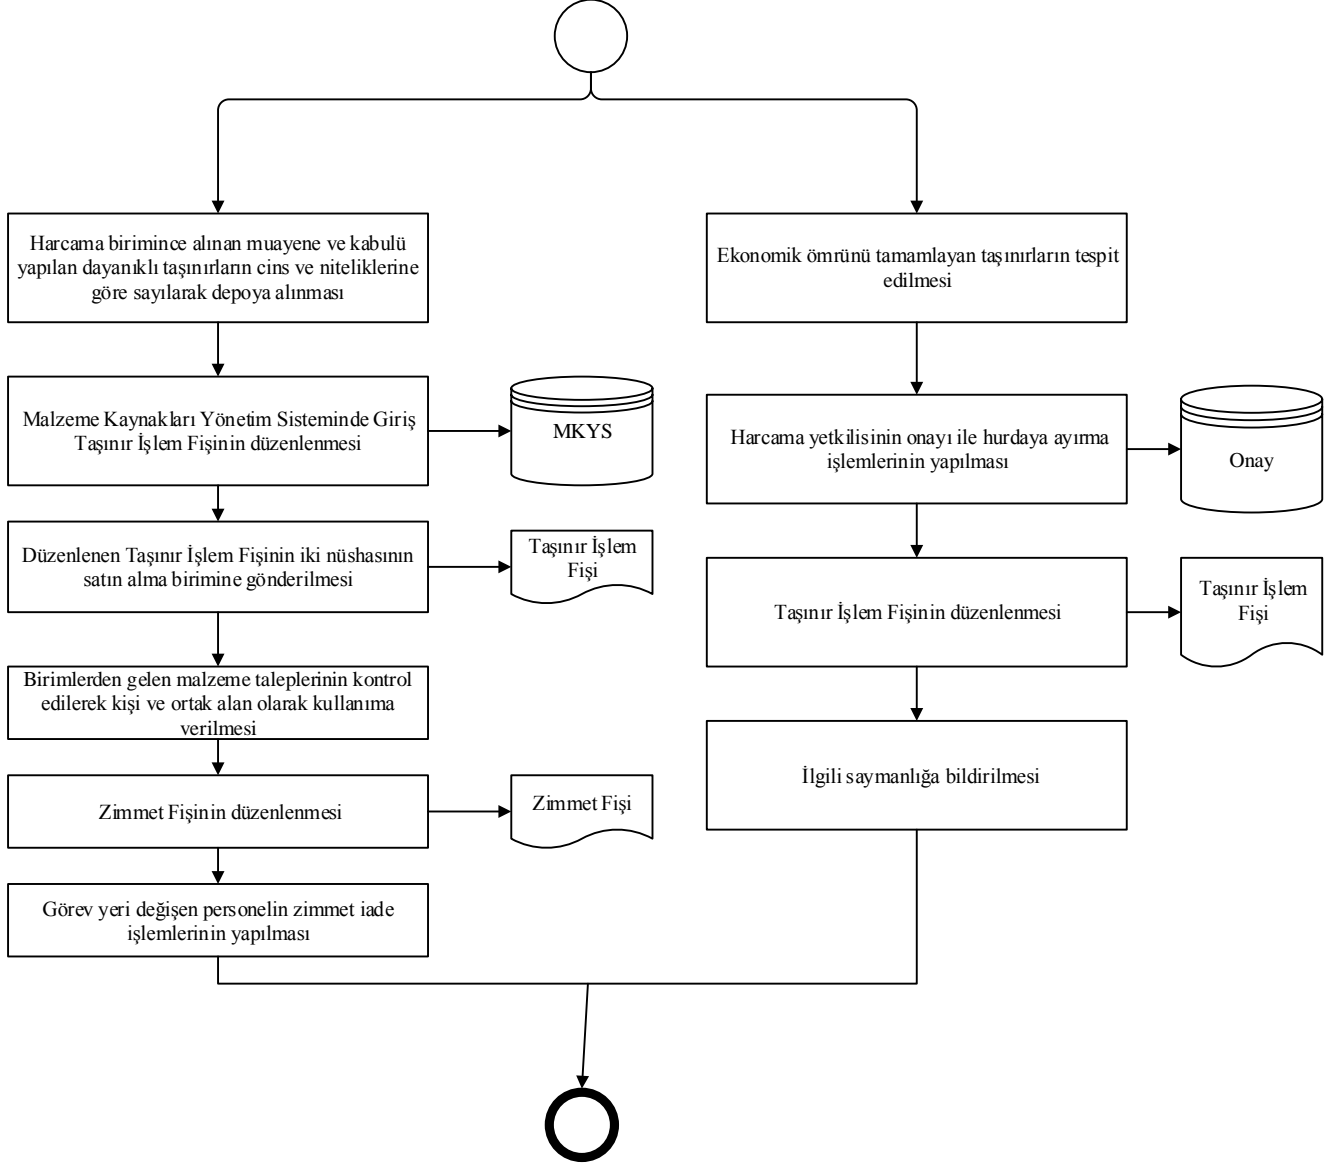 Harcama birimince alınan muayene ve kabulü
yapılan dayanıklı taşınırların cins ve niteliklerine
göre sayılarak depoya alınması
Malzeme Kaynakları Yönetim Sisteminde Giriş
Taşınır İşlem Fişinin düzenlenmesi
MKYS
Düzenlenen Taşınır İşlem Fişinin iki nüshasının
satın alma birimine gönderilmesi
Taşınır İşlem
Fişi
Birimlerden gelen malzeme taleplerinin kontrol
edilerek kişi ve ortak alan olarak kullanıma
verilmesi
Zimmet Fişinin düzenlenmesi
Zimmet Fişi
Görev yeri değişen personelin zimmet iade
işlemlerinin yapılması
Ekonomik ömrünü tamamlayan taşınırların tespit
edilmesi
Harcama yetkilisinin onayı ile hurdaya ayırma
işlemlerinin yapılması
Onay
Taşınır İşlem Fişinin düzenlenmesi
Taşınır İşlem
Fişi
İlgili saymanlığa bildirilmesi